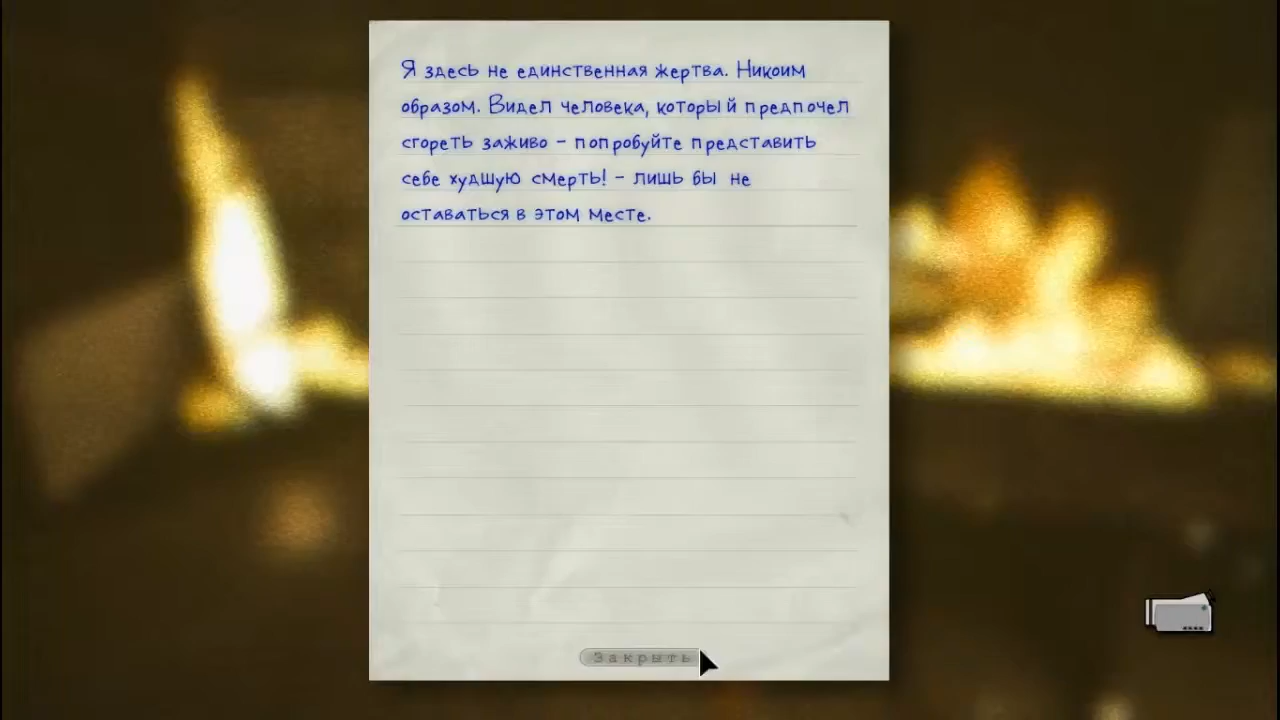 Я здесь не единственная жертва. Никоим
образом. Видел человека, который предпочел
сгореть заживо - попробуйте представить
себе худшую смерть! - лишь бы не
оставаться в этом месте.
Закрыть